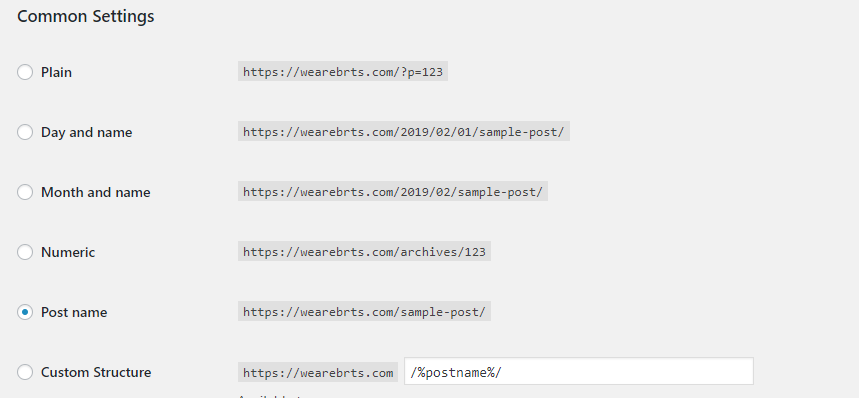 Common Settings
Plain https://wearebrts.com/?p=123
Day and name https://wearebrts.com/2019/02/01/sample-post/
Month and name https://wearebrts.com/2019/02/sample-post/
Numeric https://wearebrts.com/archives/123
Post name https://wearebrts.com/sample-post/
Custom Structure https://wearebrts.com /%postname%/